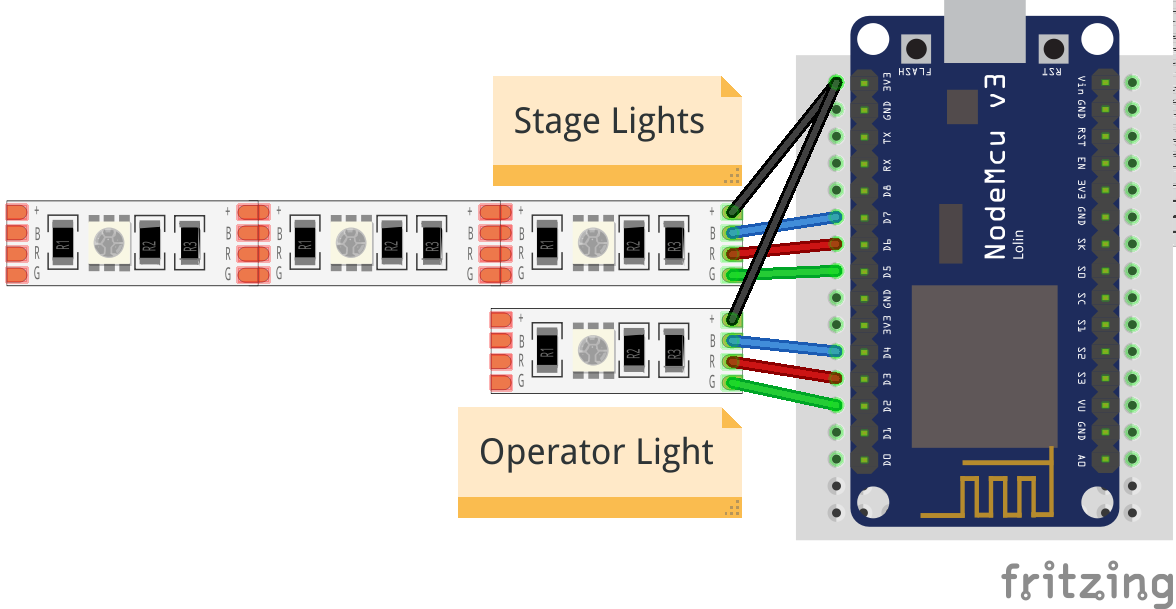 Stage Lights
+ R1 R2 R3 + + R1 R2 R3 + + R1 R2 R3 +
B B B B B B
R R R R R R
G G G G G G
+ R1 R2 R3 +
B B
R R
G G
Operator Light
FLASH
RST
NodeMcu v3
Lolin
3V3
GND
TX
RX
D8
D7
D6
D5
GND
3V3
D4
D3
D2
D1
D0
Vin
GND
RST
EN
3V3
GND
SK
SO
SC
S1
S2
S3
VU
GND
A0
fritzing